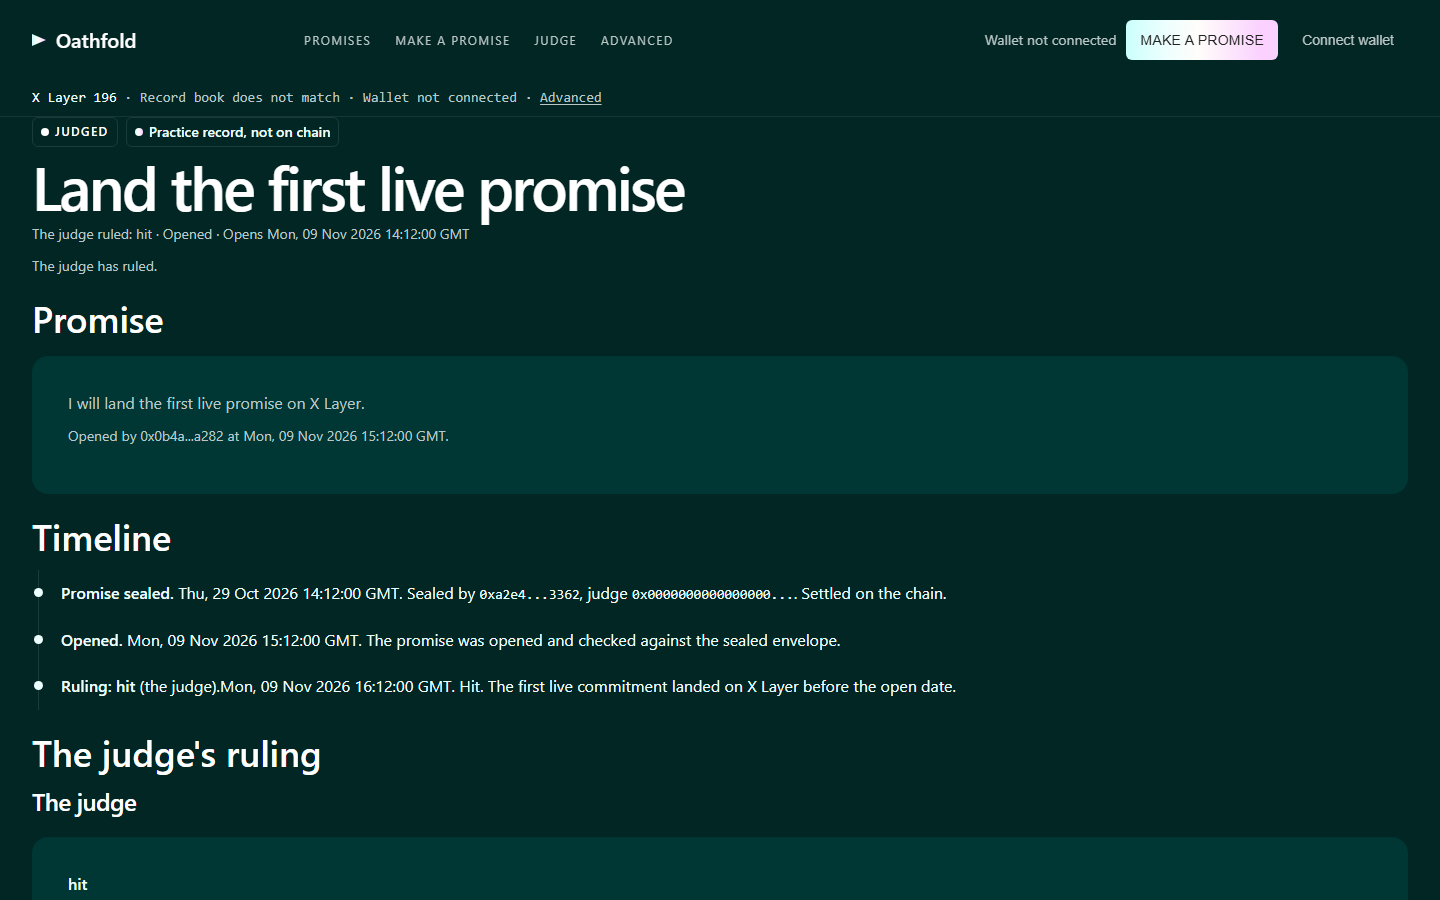 Oathfold
PROMISES MAKE A PROMISE JUDGE ADVANCED
Wallet not connected MAKE A PROMISE Connect wallet
X Layer 196 · Record book does not match · Wallet not connected · Advanced
JUDGED Practice record, not on chain
Land the first live promise
The judge ruled: hit · Opened · Opens Mon, 09 Nov 2026 14:12:00 GMT
The judge has ruled.
Promise
I will land the first live promise on X Layer.
Opened by 0x0b4a...a282 at Mon, 09 Nov 2026 15:12:00 GMT.
Timeline
Promise sealed. Thu, 29 Oct 2026 14:12:00 GMT. Sealed by 0xa2e4...3362, judge 0x0000000000000000.... Settled on the chain.
Opened. Mon, 09 Nov 2026 15:12:00 GMT. The promise was opened and checked against the sealed envelope.
Ruling: hit (the judge).Mon, 09 Nov 2026 16:12:00 GMT. Hit. The first live commitment landed on X Layer before the open date.
The judge's ruling
The judge
hit